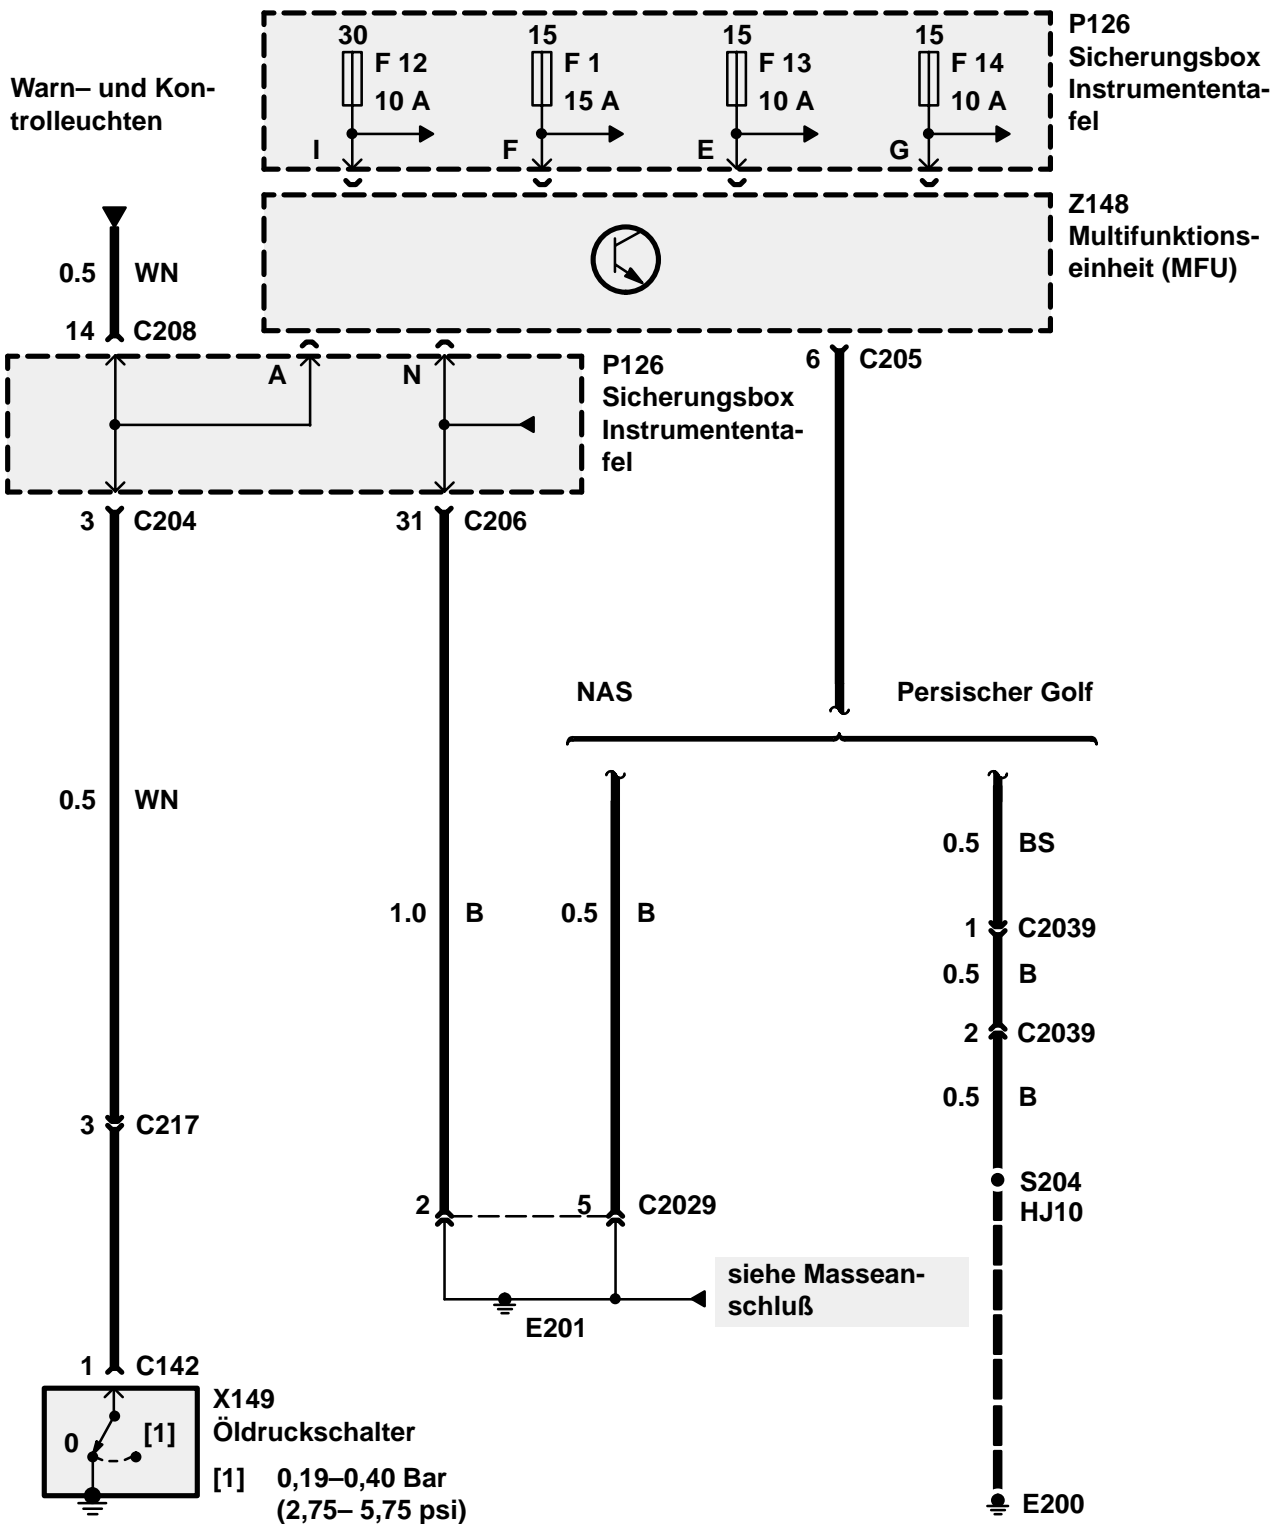 P126
Sicherungsbox
Instrumententa-
fel
30 15 15 15
F 12 F 1 F 13 F 14
10 A 15 A 10 A 10 A
I F E G
Warn– und Kon-
trolleuchten
Z148
Multifunktions-
einheit (MFU)
0.5 WN
14 C208
A N
P126
Sicherungsbox
Instrumententa-
fel
6 C205
3 C204
31 C206
NAS
Persischer Golf
0.5 WN
0.5 BS
1.0 B
0.5 B
1 C2039
0.5 B
2 C2039
0.5 B
3 C217
S204
HJ10
2 5 C2029
siehe Massean-
schluß
E201
1 C142
X149
Öldruckschalter
0 [1]
[1] 0,19–0,40 Bar
(2,75– 5,75 psi)
E200